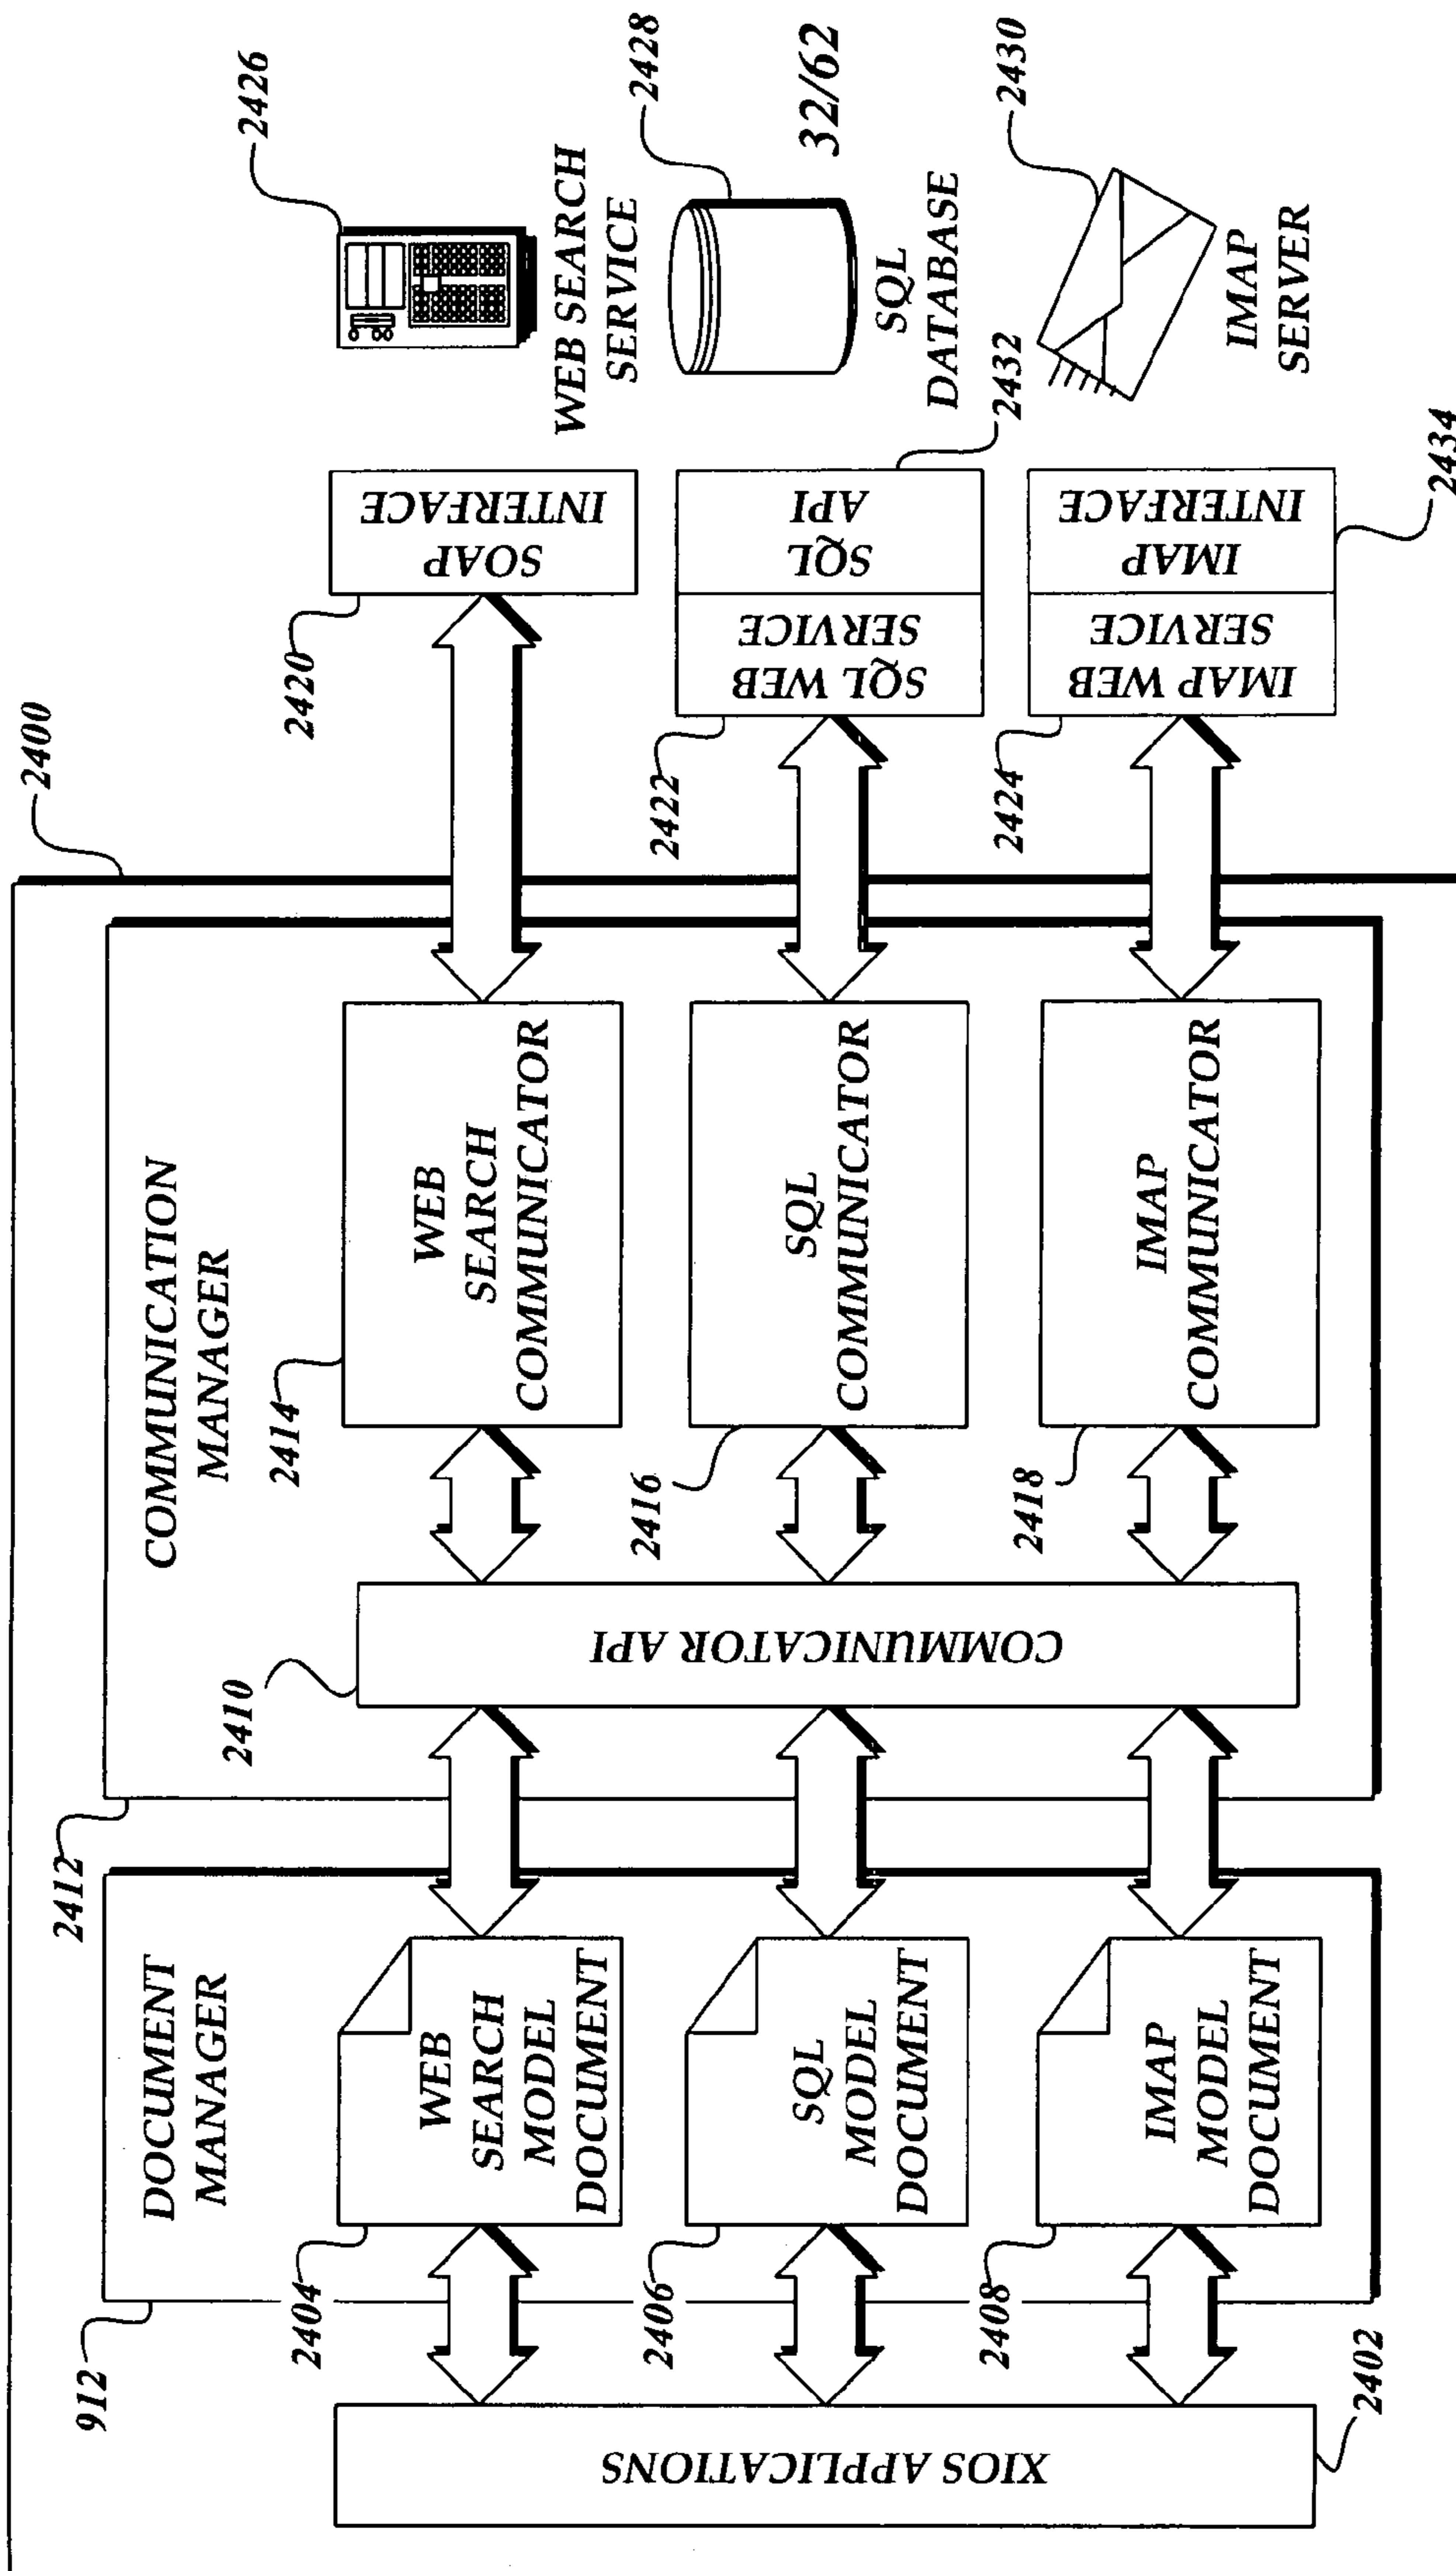 912
DOCUMENT
MANAGER
2412
COMMUNICATION
MANAGER
2400
XIOS APPLICATIONS
2402
2404
WEB
SEARCH
MODEL
DOCUMENT
2406
SQL
MODEL
DOCUMENT
2408
IMAP
MODEL
DOCUMENT
2410
COMMUNICATOR API
2414
WEB
SEARCH
COMMUNICATOR
2416
SQL
COMMUNICATOR
2418
IMAP
COMMUNICATOR
2420
SOAP
INTERFACE
2422
SQL WEB
SERVICE
SQL
API
2432
2424
IMAP WEB
SERVICE
IMAP
INTERFACE
2434
2426
WEB SEARCH
SERVICE
2428
SQL
DATABASE
2430
IMAP
SERVER
32/62